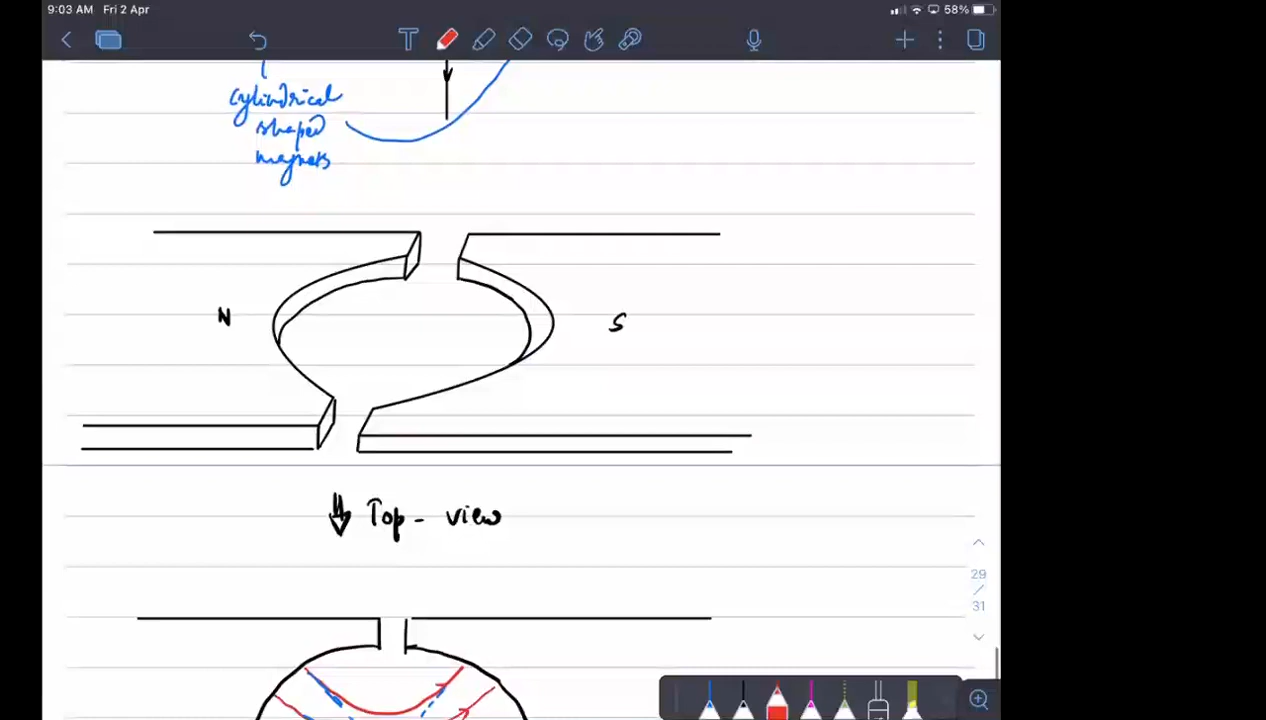 9:03 AM Fri 2 Apr
58%
T
cylindrical
shaped
magnets
N
S
Top - view
29
/
31